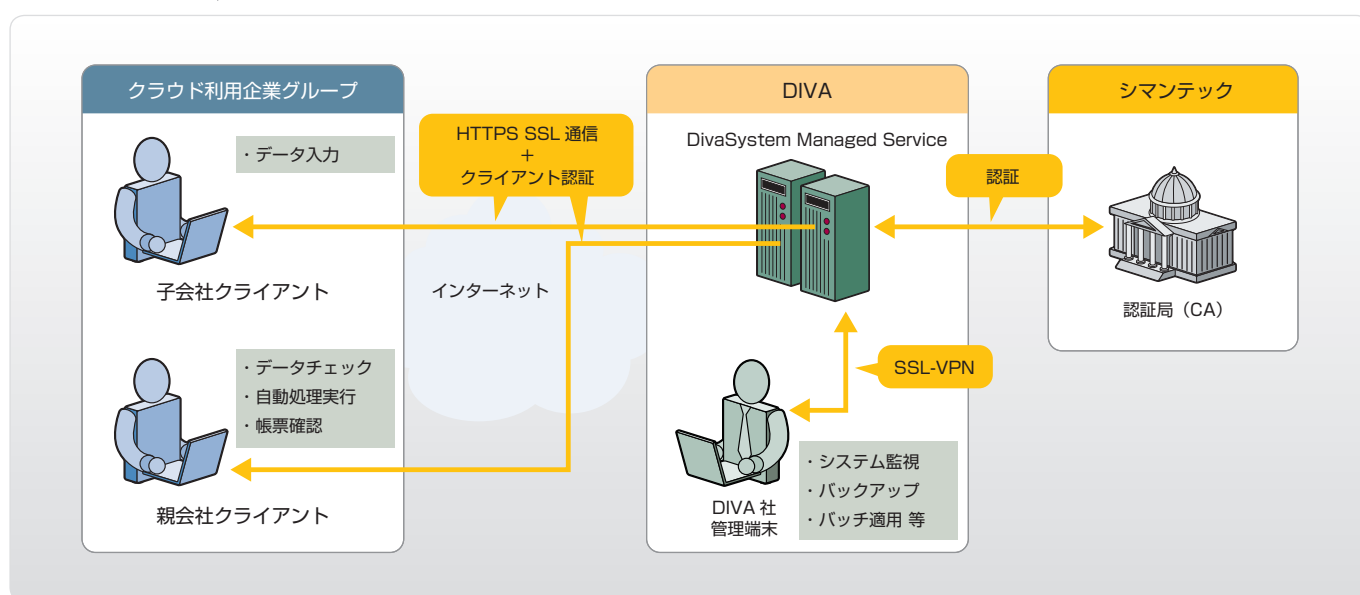 クラウド利用企業グループ
・データ入力
子会社クライアント
・データチェック
・自動処理実行
・帳票確認
親会社クライアント
HTTPS SSL 通信
+
クライアント認証
インターネット
DIVA
DivaSystem Managed Service
SSL-VPN
DIVA 社
管理端末
・システム監視
・バックアップ
・バッチ適用 等
認証
シマンテック
認証局（CA）